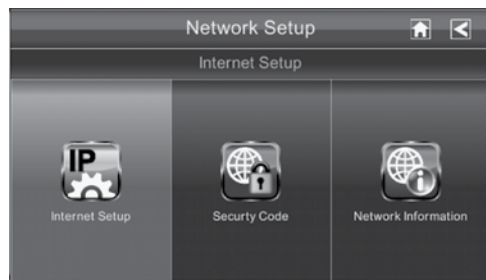 Network Setup
Internet Setup
IP
Internet Setup
Securty Code
Network Information